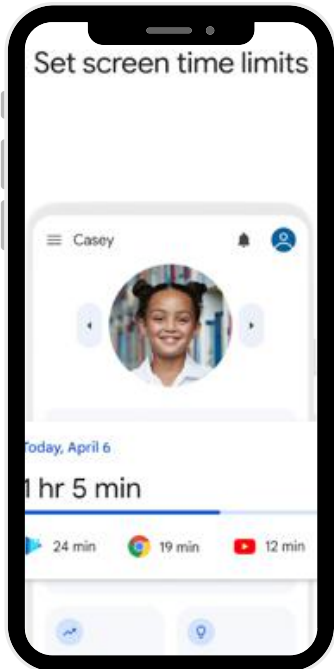 Set screen time limits
Casey
Today, April 6
1 hr 5 min
24 min 19 min 12 min